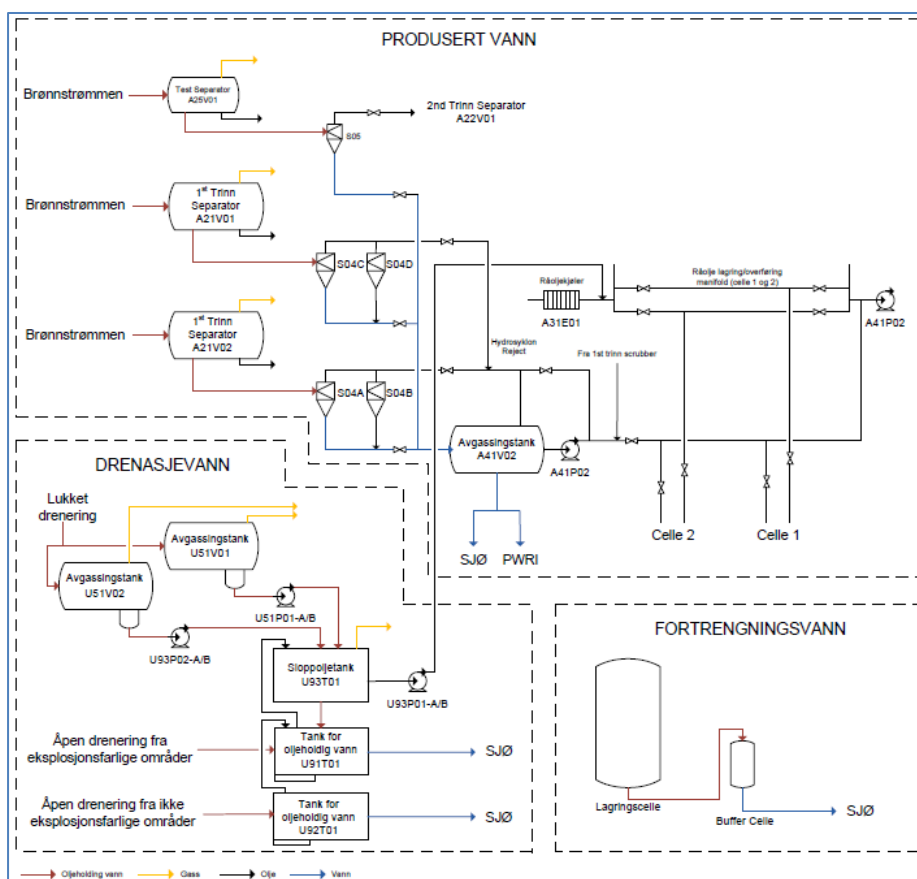 PRODUSERT VANN
Brønnstrømmen
Test Separator
A25V01
2nd Trinn Separator
A22V01
S05
Brønnstrømmen
1st Trinn
Separator
A21V01
S04C
S04D
Råoljekjøler
A31E01
Råolje lagring/overføring
manifold (celle 1 og 2)
A41P02
Brønnstrømmen
1st Trinn
Separator
A21V02
Hydrosyklon
Reject
Fra 1st trinn scrubber
S04A
S04B
Avgassingstank
A41V02
A41P02
Celle 2
Celle 1
SJØ
PWRI
DRENASJEVANN
Lukket
drenering
Avgassingstank
U51V01
Avgassingstank
U51V02
U51P01-A/B
U93P02-A/B
Sloppoljetank
U93T01
U93P01-A/B
Åpen drenering fra
eksplosjonsfarlige områder
Tank for
oljeholdig vann
U91T01
SJØ
Åpen drenering fra ikke
eksplosjonsfarlige områder
Tank for
oljeholdig vann
U92T01
SJØ
FORTRENGNINGSVANN
Lagringscelle
Buffer Celle
SJØ
Oljeholding vann
Gass
Olje
Vann